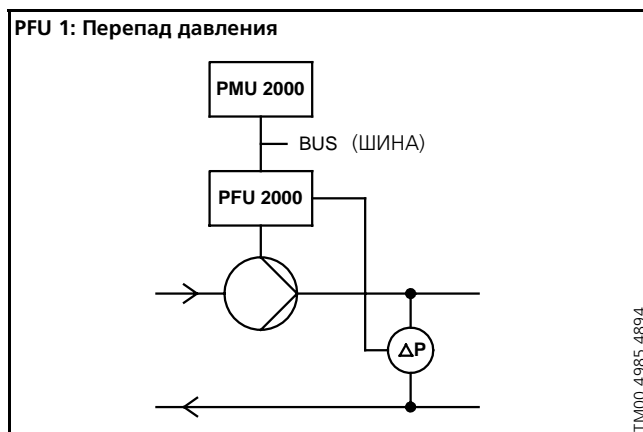 PFU 1: Перепад давления
PMU 2000
BUS (ШИНА)
PFU 2000
ΔP
TM00 4985 4894